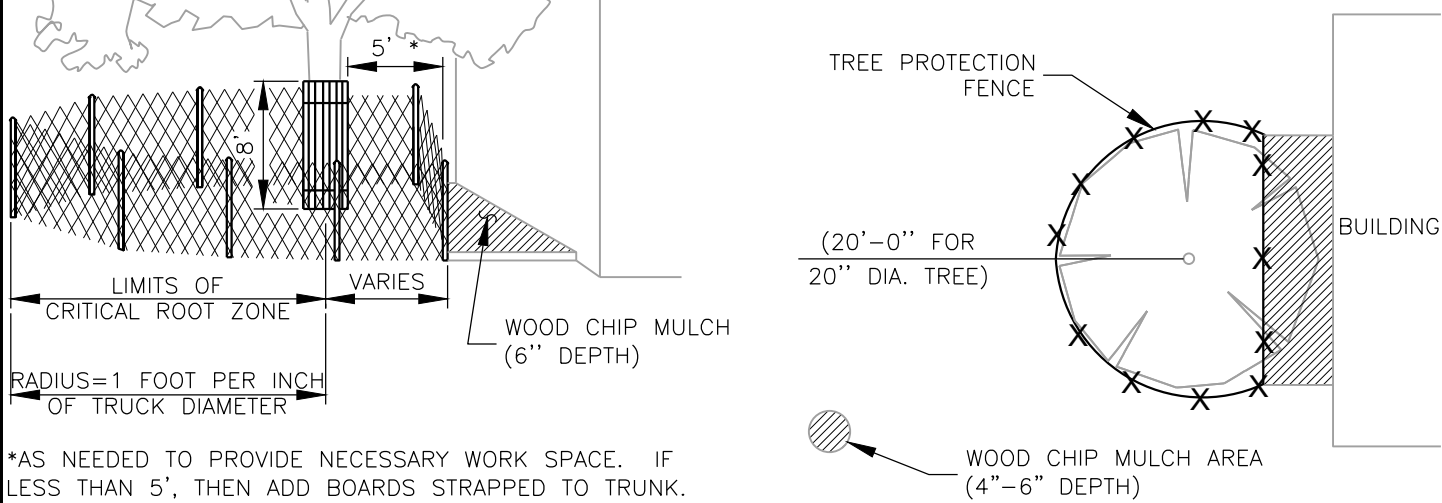 5' *
8'
LIMITS OF
CRITICAL ROOT ZONE
VARIES
WOOD CHIP MULCH
(6'' DEPTH)
RADIUS=1 FOOT PER INCH
OF TRUCK DIAMETER
*AS NEEDED TO PROVIDE NECESSARY WORK SPACE. IF
LESS THAN 5', THEN ADD BOARDS STRAPPED TO TRUNK.
TREE PROTECTION
FENCE
(20'-0'' FOR
20'' DIA. TREE)
BUILDING
WOOD CHIP MULCH AREA
(4"-6" DEPTH)